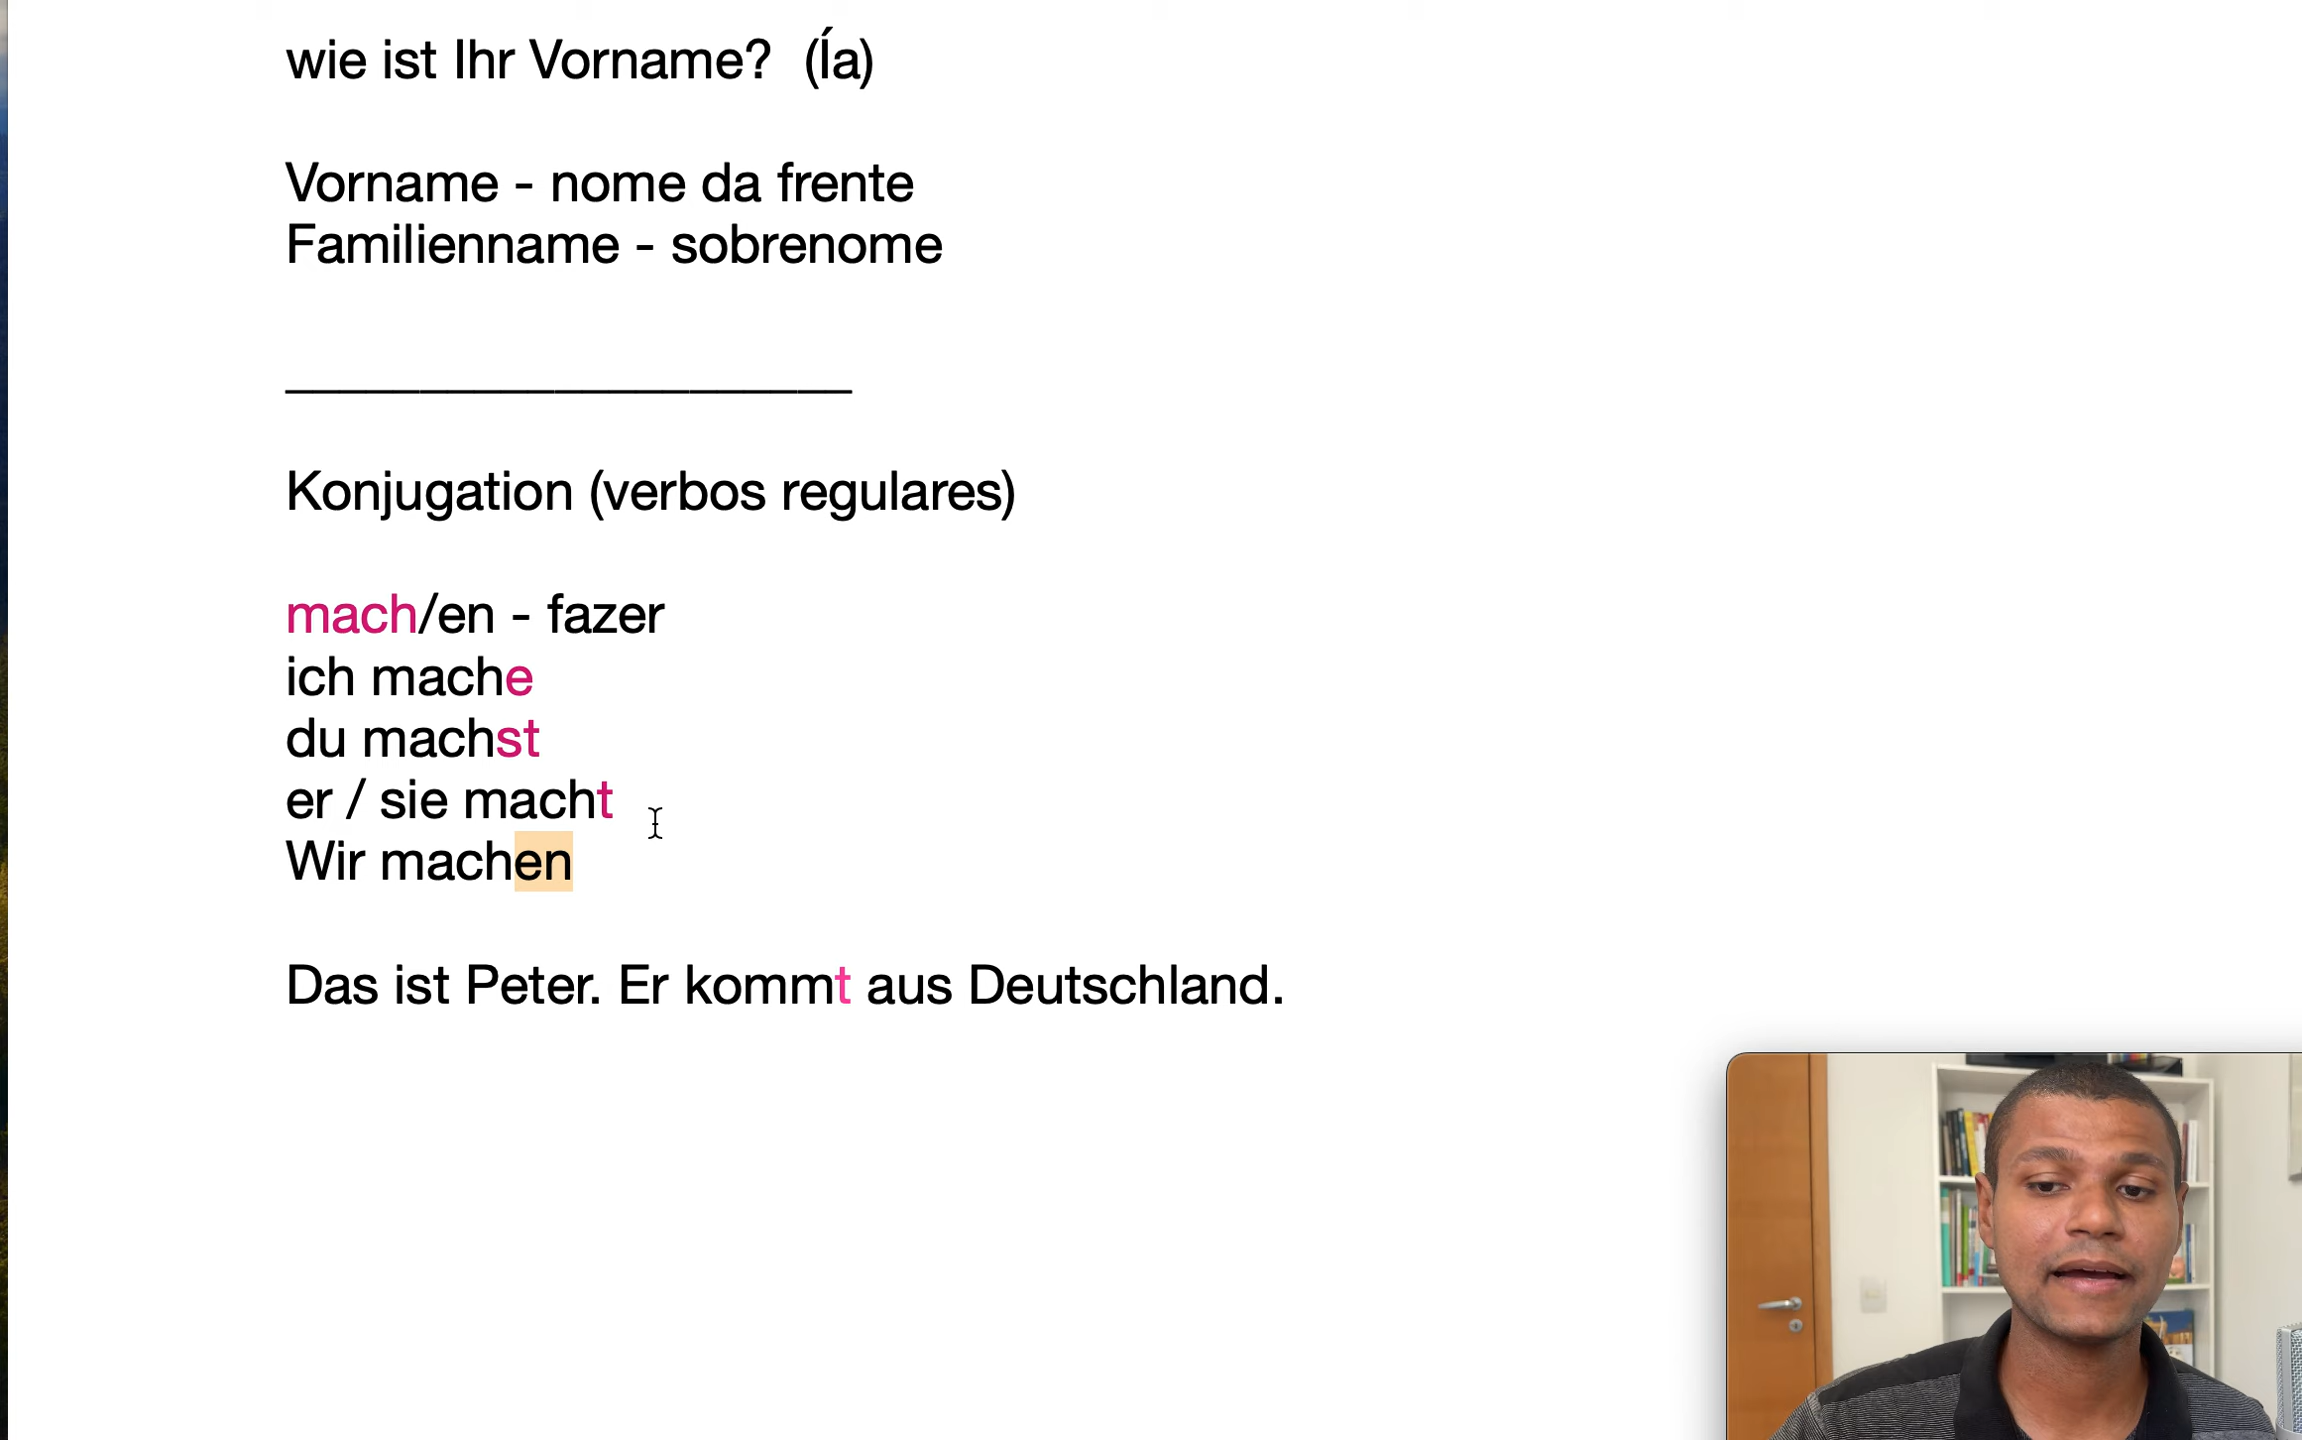 wie ist Ihr Vorname?  (Ía)
Vorname - nome da frente
Familienname - sobrenome
_____________________
Konjugation (verbos regulares)
mach/en - fazer
ich mache
du machst
er / sie macht
Wir machen
Das ist Peter. Er kommt aus Deutschland.